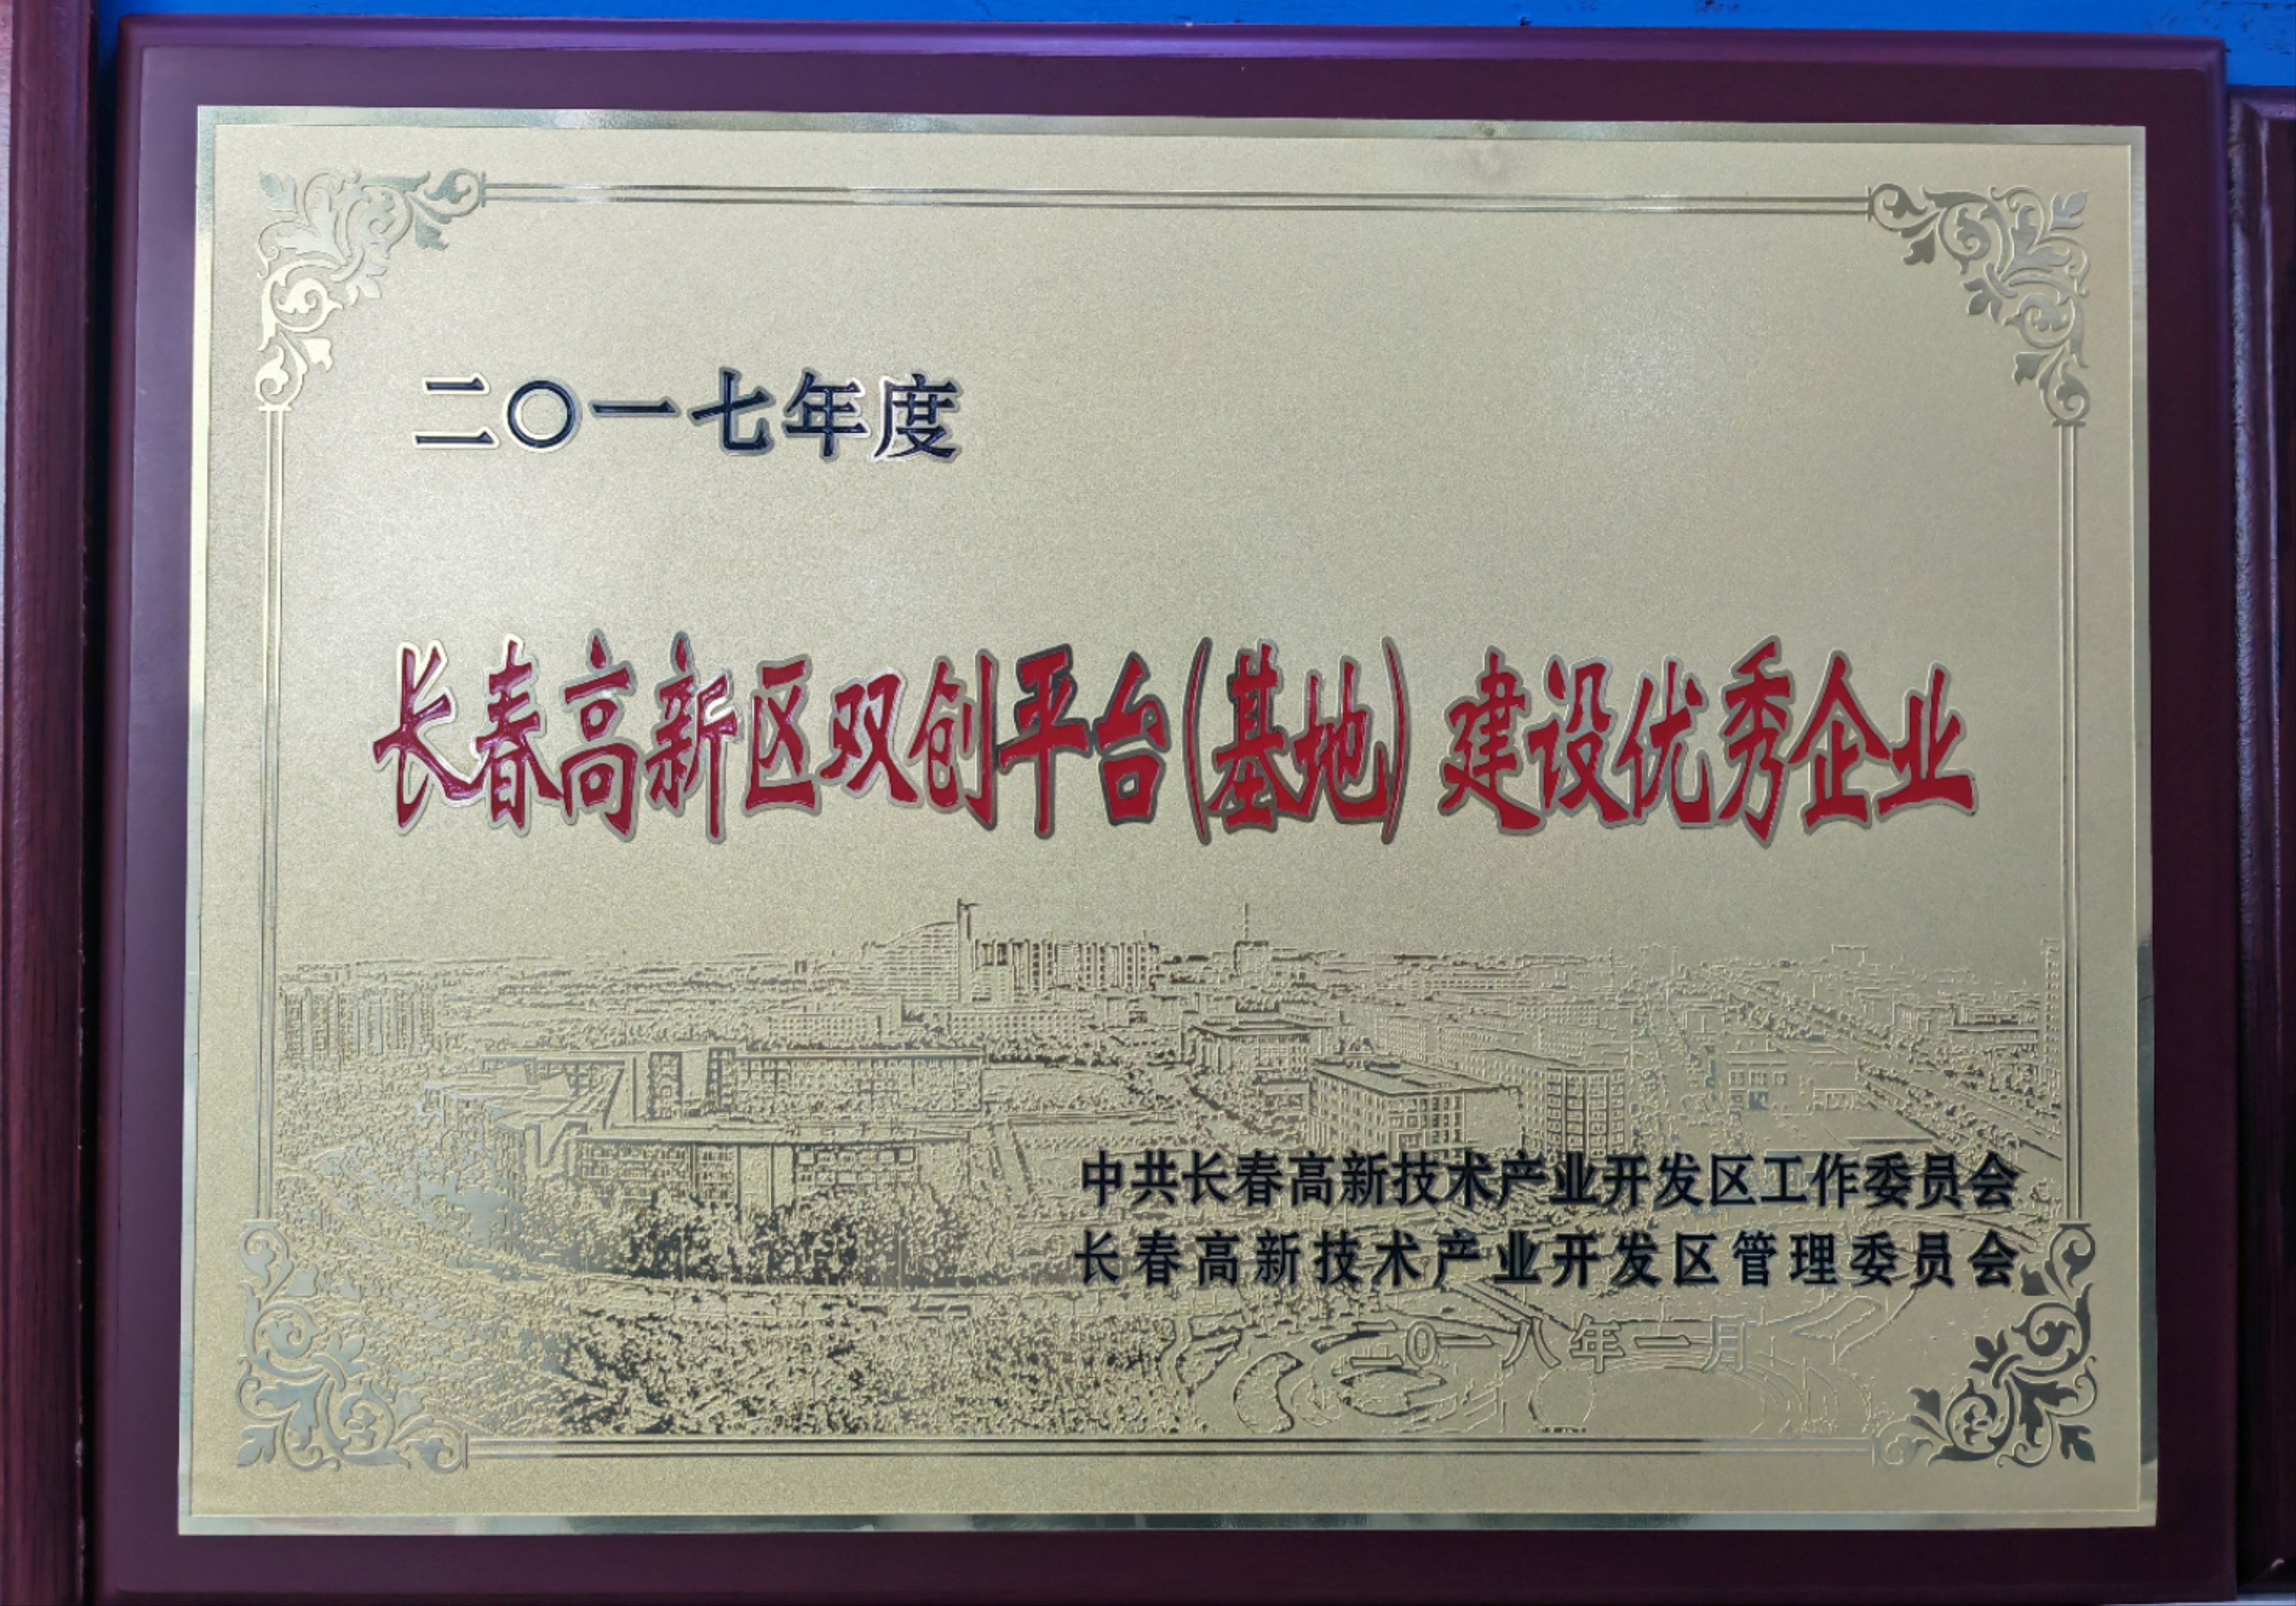 二〇一七年度
长春高新区双创平台(基地)建设优秀企业
中共长春高新技术产业开发区工作委员会
长春高新技术产业开发区管理委员会
二0一八年一月